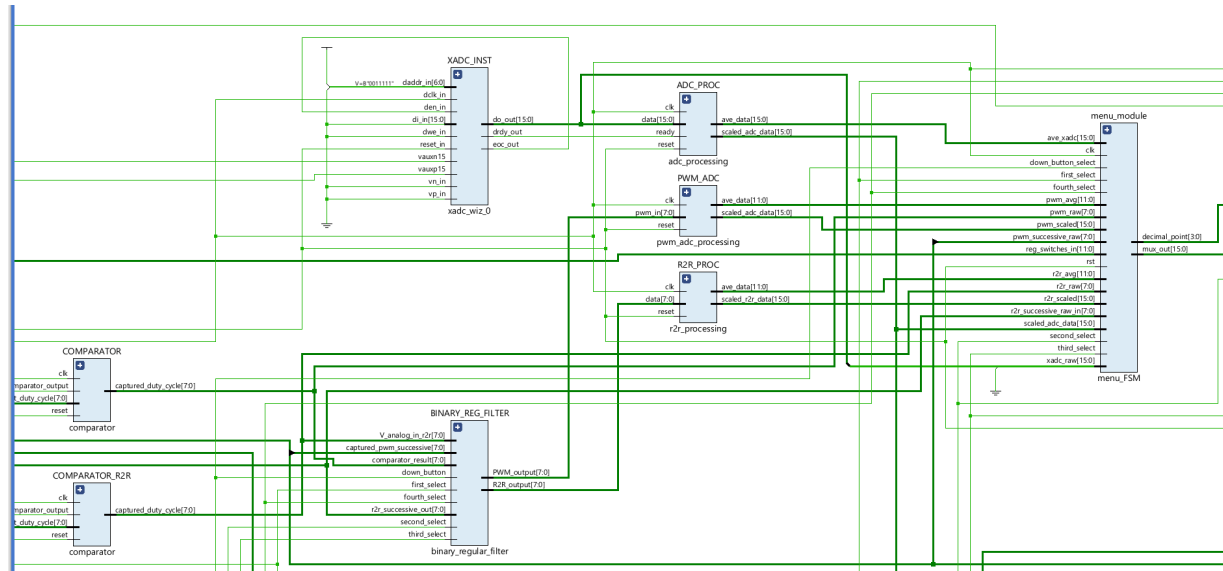 XADC_INST
V=B"0011111"
daddr_in[6:0]
dclk_in
den_in
di_in[15:0]
dwe_in
reset_in
vauxn15
vauxp15
vn_in
vp_in
do_out[15:0]
drdy_out
eoc_out
xadc_wiz_0
ADC_PROC
clk
data[15:0]
ready
reset
ave_data[15:0]
scaled_adc_data[15:0]
adc_processing
PWM_ADC
clk
pwm_in[7:0]
reset
ave_data[11:0]
scaled_adc_data[15:0]
pwm_adc_processing
R2R_PROC
clk
data[7:0]
reset
ave_data[11:0]
scaled_r2r_data[15:0]
r2r_processing
menu_module
ave_xadc[15:0]
clk
down_button_select
first_select
fourth_select
pwm_avg[11:0]
pwm_raw[7:0]
pwm_scaled[15:0]
pwm_successive_raw[7:0]
reg_switches_in[11:0]
rst
r2r_avg[11:0]
r2r_raw[7:0]
r2r_scaled[15:0]
r2r_successive_raw_in[7:0]
scaled_adc_data[15:0]
second_select
third_select
xadc_raw[15:0]
decimal_point[3:0]
mux_out[15:0]
menu_FSM
COMPARATOR
clk
mparator_output
t_duty_cycle[7:0]
reset
captured_duty_cycle[7:0]
comparator
COMPARATOR_R2R
clk
mparator_output
t_duty_cycle[7:0]
reset
captured_duty_cycle[7:0]
comparator
BINARY_REG_FILTER
V_analog_in_r2r[7:0]
captured_pwm_successive[7:0]
comparator_result[7:0]
down_button
first_select
fourth_select
r2r_successive_out[7:0]
second_select
third_select
PWM_output[7:0]
R2R_output[7:0]
binary_regular_filter